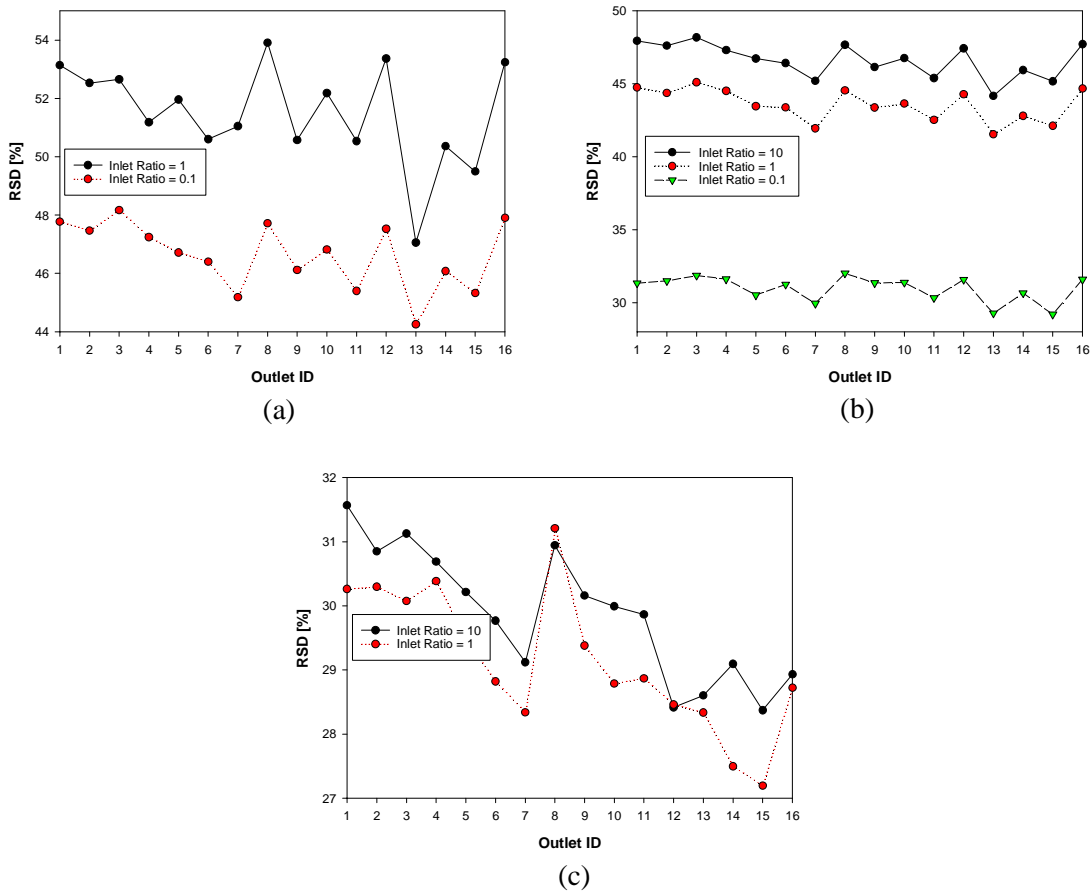 54
52
50
48
46
44
RSD [%]
Inlet Ratio = 1
Inlet Ratio = 0.1
1 2 3 4 5 6 7 8 9 10 11 12 13 14 15 16
Outlet ID
(a)
50
45
40
35
30
RSD [%]
Inlet Ratio = 10
Inlet Ratio = 1
Inlet Ratio = 0.1
1 2 3 4 5 6 7 8 9 10 11 12 13 14 15 16
Outlet ID
(b)
32
31
30
29
28
27
RSD [%]
Inlet Ratio = 10
Inlet Ratio = 1
1 2 3 4 5 6 7 8 9 10 11 12 13 14 15 16
Outlet ID
(c)